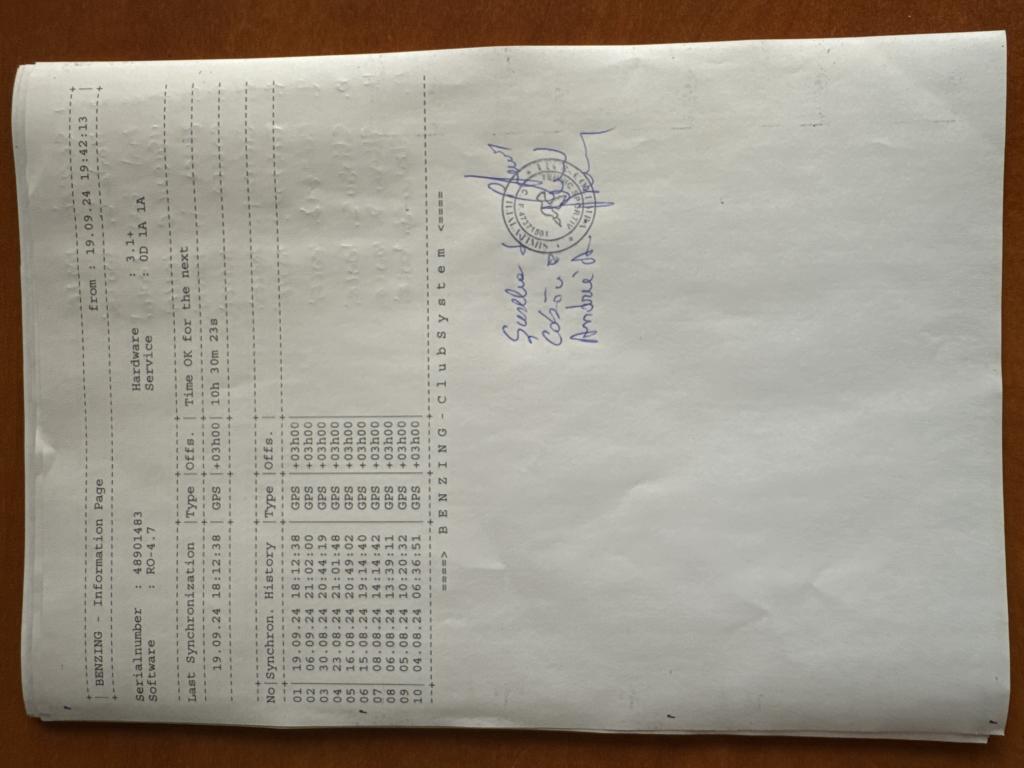 BENZING - Information Page from : 19.09.24 19:42:13
Serialnumber : 48901483 Hardware : 3.1+
Software : RO-4.7 Service : 0D 1A 1A
Last Synchronization |Type |Offs. | Time OK for the next
19.09.24 18:12:38 | GPS |+03h00| 10h 30m 23s
No|Synchron. History |Type |Offs.
01 | 19.09.24 18:12:38 | GPS |+03h00
02 | 06.09.24 21:02:00 | GPS |+03h00
03 | 30.08.24 20:44:19 | GPS |+03h00
04 | 23.08.24 21:01:48 | GPS |+03h00
05 | 16.08.24 20:49:02 | GPS |+03h00
06 | 15.08.24 19:14:40 | GPS |+03h00
07 | 08.08.24 14:14:42 | GPS |+03h00
08 | 06.08.24 13:39:11 | GPS |+03h00
09 | 05.08.24 10:20:32 | GPS |+03h00
10 | 04.08.24 06:36:51 | GPS |+03h00
====> B E N Z I N G - C l u b S y s t e m <====